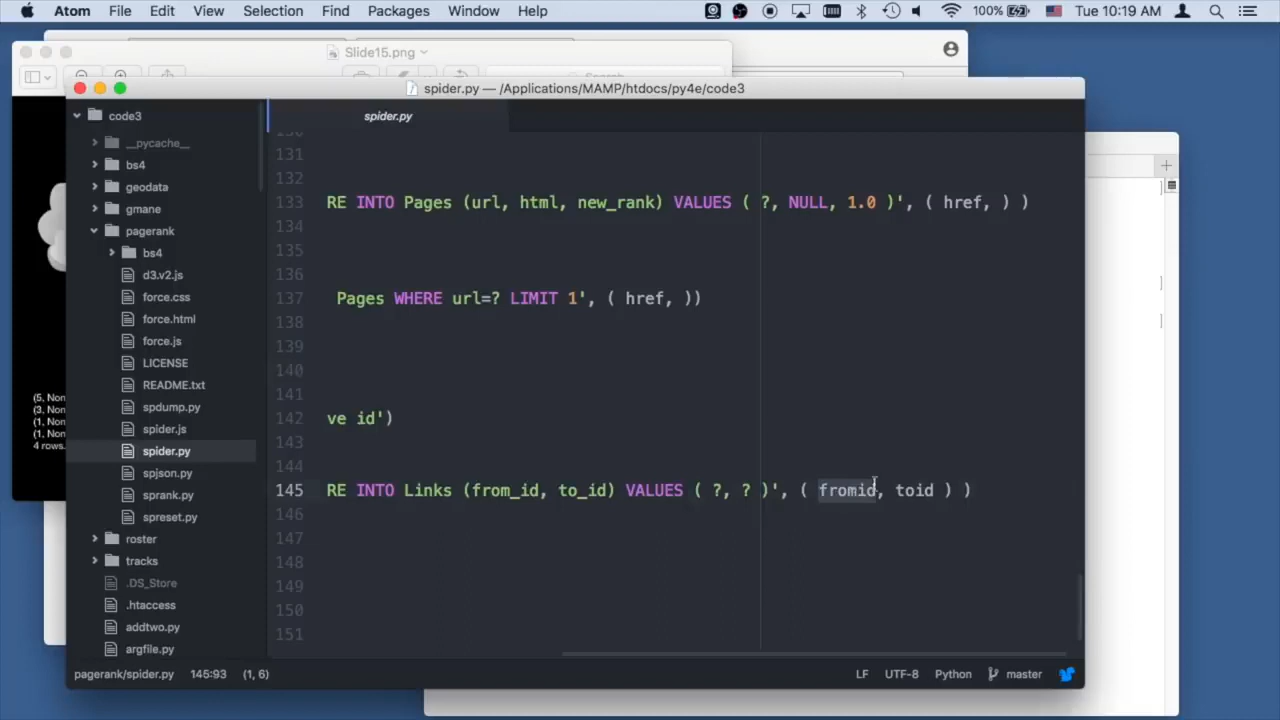 Atom File Edit View Selection Find Packages Window Help 100% Tue 10:19 AM
Slide15.png
Search
spider.py — /Applications/MAMP/htdocs/py4e/code3
code3
spider.py
__pycache__
bs4
geodata
gmane
pagerank
bs4
d3.v2.js
force.css
force.html
force.js
LICENSE
README.txt
spdump.py
spider.js
spider.py
spjson.py
sprank.py
spreset.py
roster
tracks
.DS_Store
.htaccess
addtwo.py
argfile.py
130
131
132
133 RE INTO Pages (url, html, new_rank) VALUES ( ?, NULL, 1.0 )', ( href, ) )
134
135
136
137 Pages WHERE url=? LIMIT 1', ( href, ))
138
139
140
141
142 ve id')
143
144
145 RE INTO Links (from_id, to_id) VALUES ( ?, ? )', ( fromid, toid ) )
146
147
148
149
150
151
(5, Non
(3, Non
(1, Non
(1, Non
4 rows.
pagerank/spider.py 145:93 (1, 6) LF UTF-8 Python master